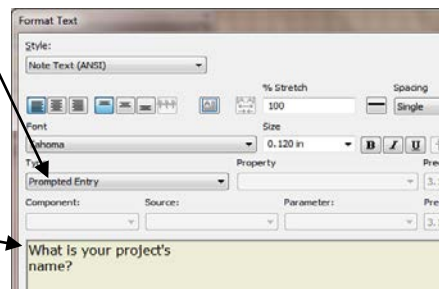 Format Text
Style:
Note Text (ANSI)
% Stretch
Spacing
100
Single
Font
Size
Tahoma
0.120 in
B I U
Type
Property
Prompted Entry
Component:
Source:
Parameter:
What is your project's
name?